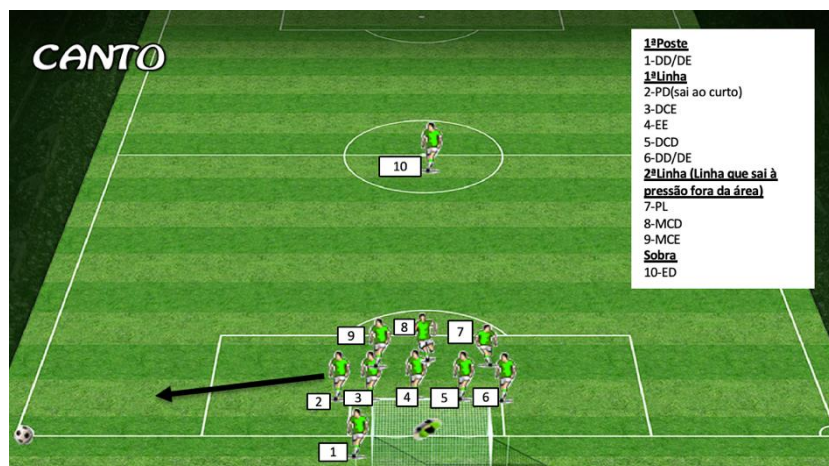 CANTO
1ªPoste
1-DD/DE
1ªLinha
2-PD(sai ao curto)
3-DCE
4-EE
5-DCD
6-DD/DE
2ªLinha (Linha que sai à
pressão fora da área)
7-PL
8-MCD
9-MCE
Sobra
10-ED
10
9
8
7
2
3
4
5
6
1